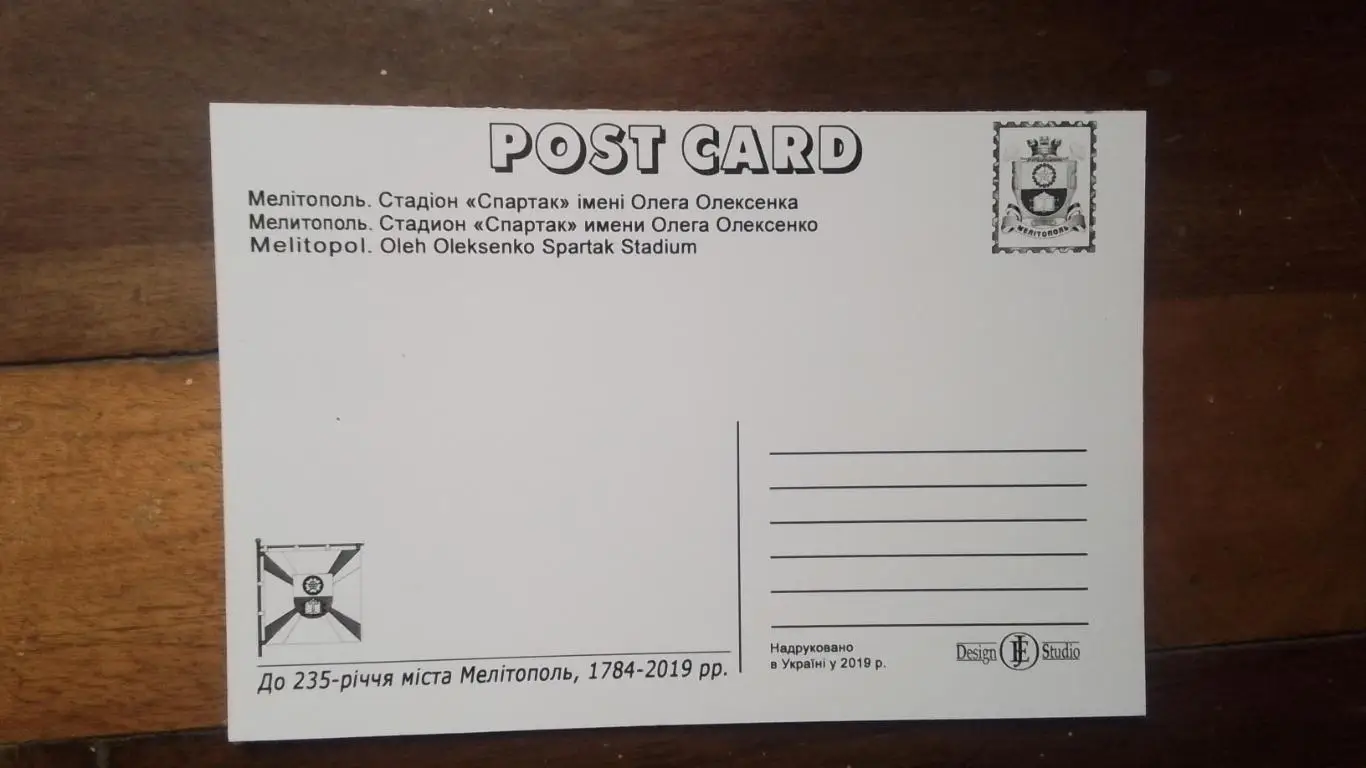 POST CARD
Мелітополь. Стадіон «Спартак» імені Олега Олексенка
Мелитополь. Стадион «Спартак» имени Олега Олексенко
Melitopol. Oleh Oleksenko Spartak Stadium
МЕЛІТОПОЛЬ
До 235-річчя міста Мелітополь, 1784-2019 рр.
Надруковано
в Україні у 2019 р.
Design JE Studio